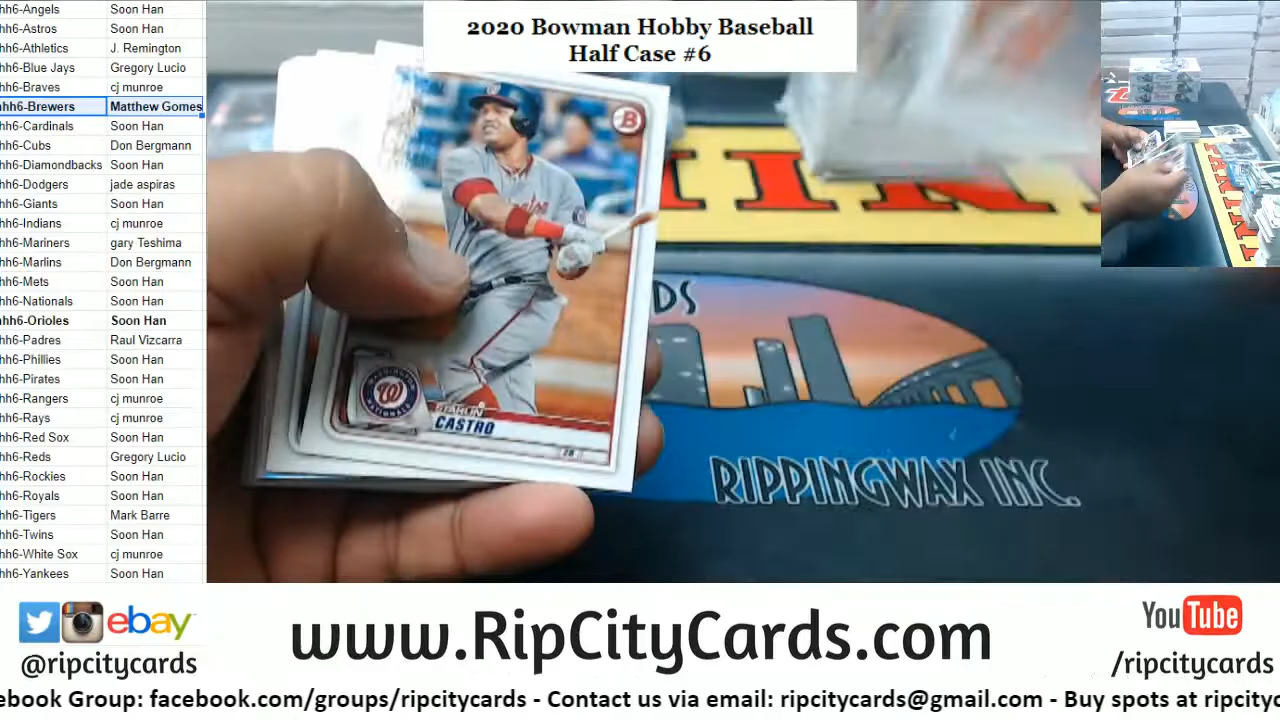 hh6-Angels Soon Han
hh6-Astros Soon Han
hh6-Athletics J. Remington
hh6-Blue Jays Gregory Lucio
hh6-Braves cj munroe
hh6-Brewers Matthew Gomes
hh6-Cardinals Soon Han
hh6-Cubs Don Bergmann
hh6-Diamondbacks Soon Han
hh6-Dodgers jade aspiras
hh6-Giants Soon Han
hh6-Indians cj munroe
hh6-Mariners gary Teshima
hh6-Marlins Don Bergmann
hh6-Mets Soon Han
hh6-Nationals Soon Han
hh6-Orioles Soon Han
hh6-Padres Raul Vizcarra
hh6-Phillies Soon Han
hh6-Pirates Soon Han
hh6-Rangers cj munroe
hh6-Rays cj munroe
hh6-Red Sox Soon Han
hh6-Reds Gregory Lucio
hh6-Rockies Soon Han
hh6-Royals Soon Han
hh6-Tigers Mark Barre
hh6-Twins Soon Han
hh6-White Sox cj munroe
hh6-Yankees Soon Han
2020 Bowman Hobby Baseball
Half Case #6
B
W
WASHINGTON
NATIONALS
STARLIN
CASTRO
2B
ININ
DS
RIPPINGWAX INC.
PANINI
ebay
@ripcitycards
www.RipCityCards.com
YouTube
/ripcitycards
ebook Group: facebook.com/groups/ripcitycards - Contact us via email: ripcitycards@gmail.com - Buy spots at ripcityc